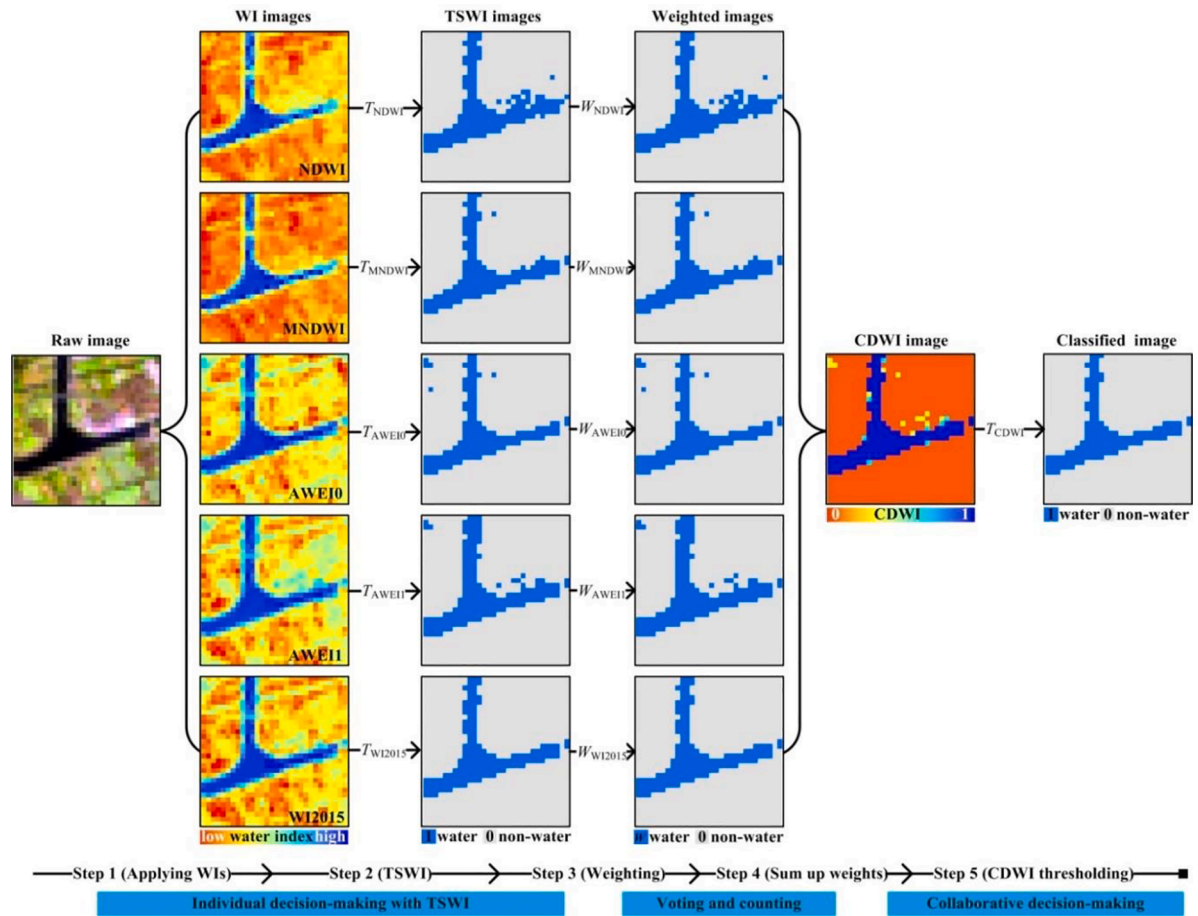 WI images TSWI images Weighted images
NDWI
T_NDWI W_NDWI
MNDWI
T_MNDWI W_MNDWI
Raw image
AWEI0
T_AWEI0 W_AWEI0
CDWI image Classified image
T_CDWI
0 CDWI 1
1 water 0 non-water
AWEI1
T_AWEI1 W_AWEI1
WI2015
T_WI2015 W_WI2015
low water index high
1 water 0 non-water
water 0 non-water
Step 1 (Applying WIs) Step 2 (TSWI) Step 3 (Weighting) Step 4 (Sum up weights) Step 5 (CDWI thresholding)
Individual decision-making with TSWI Voting and counting Collaborative decision-making